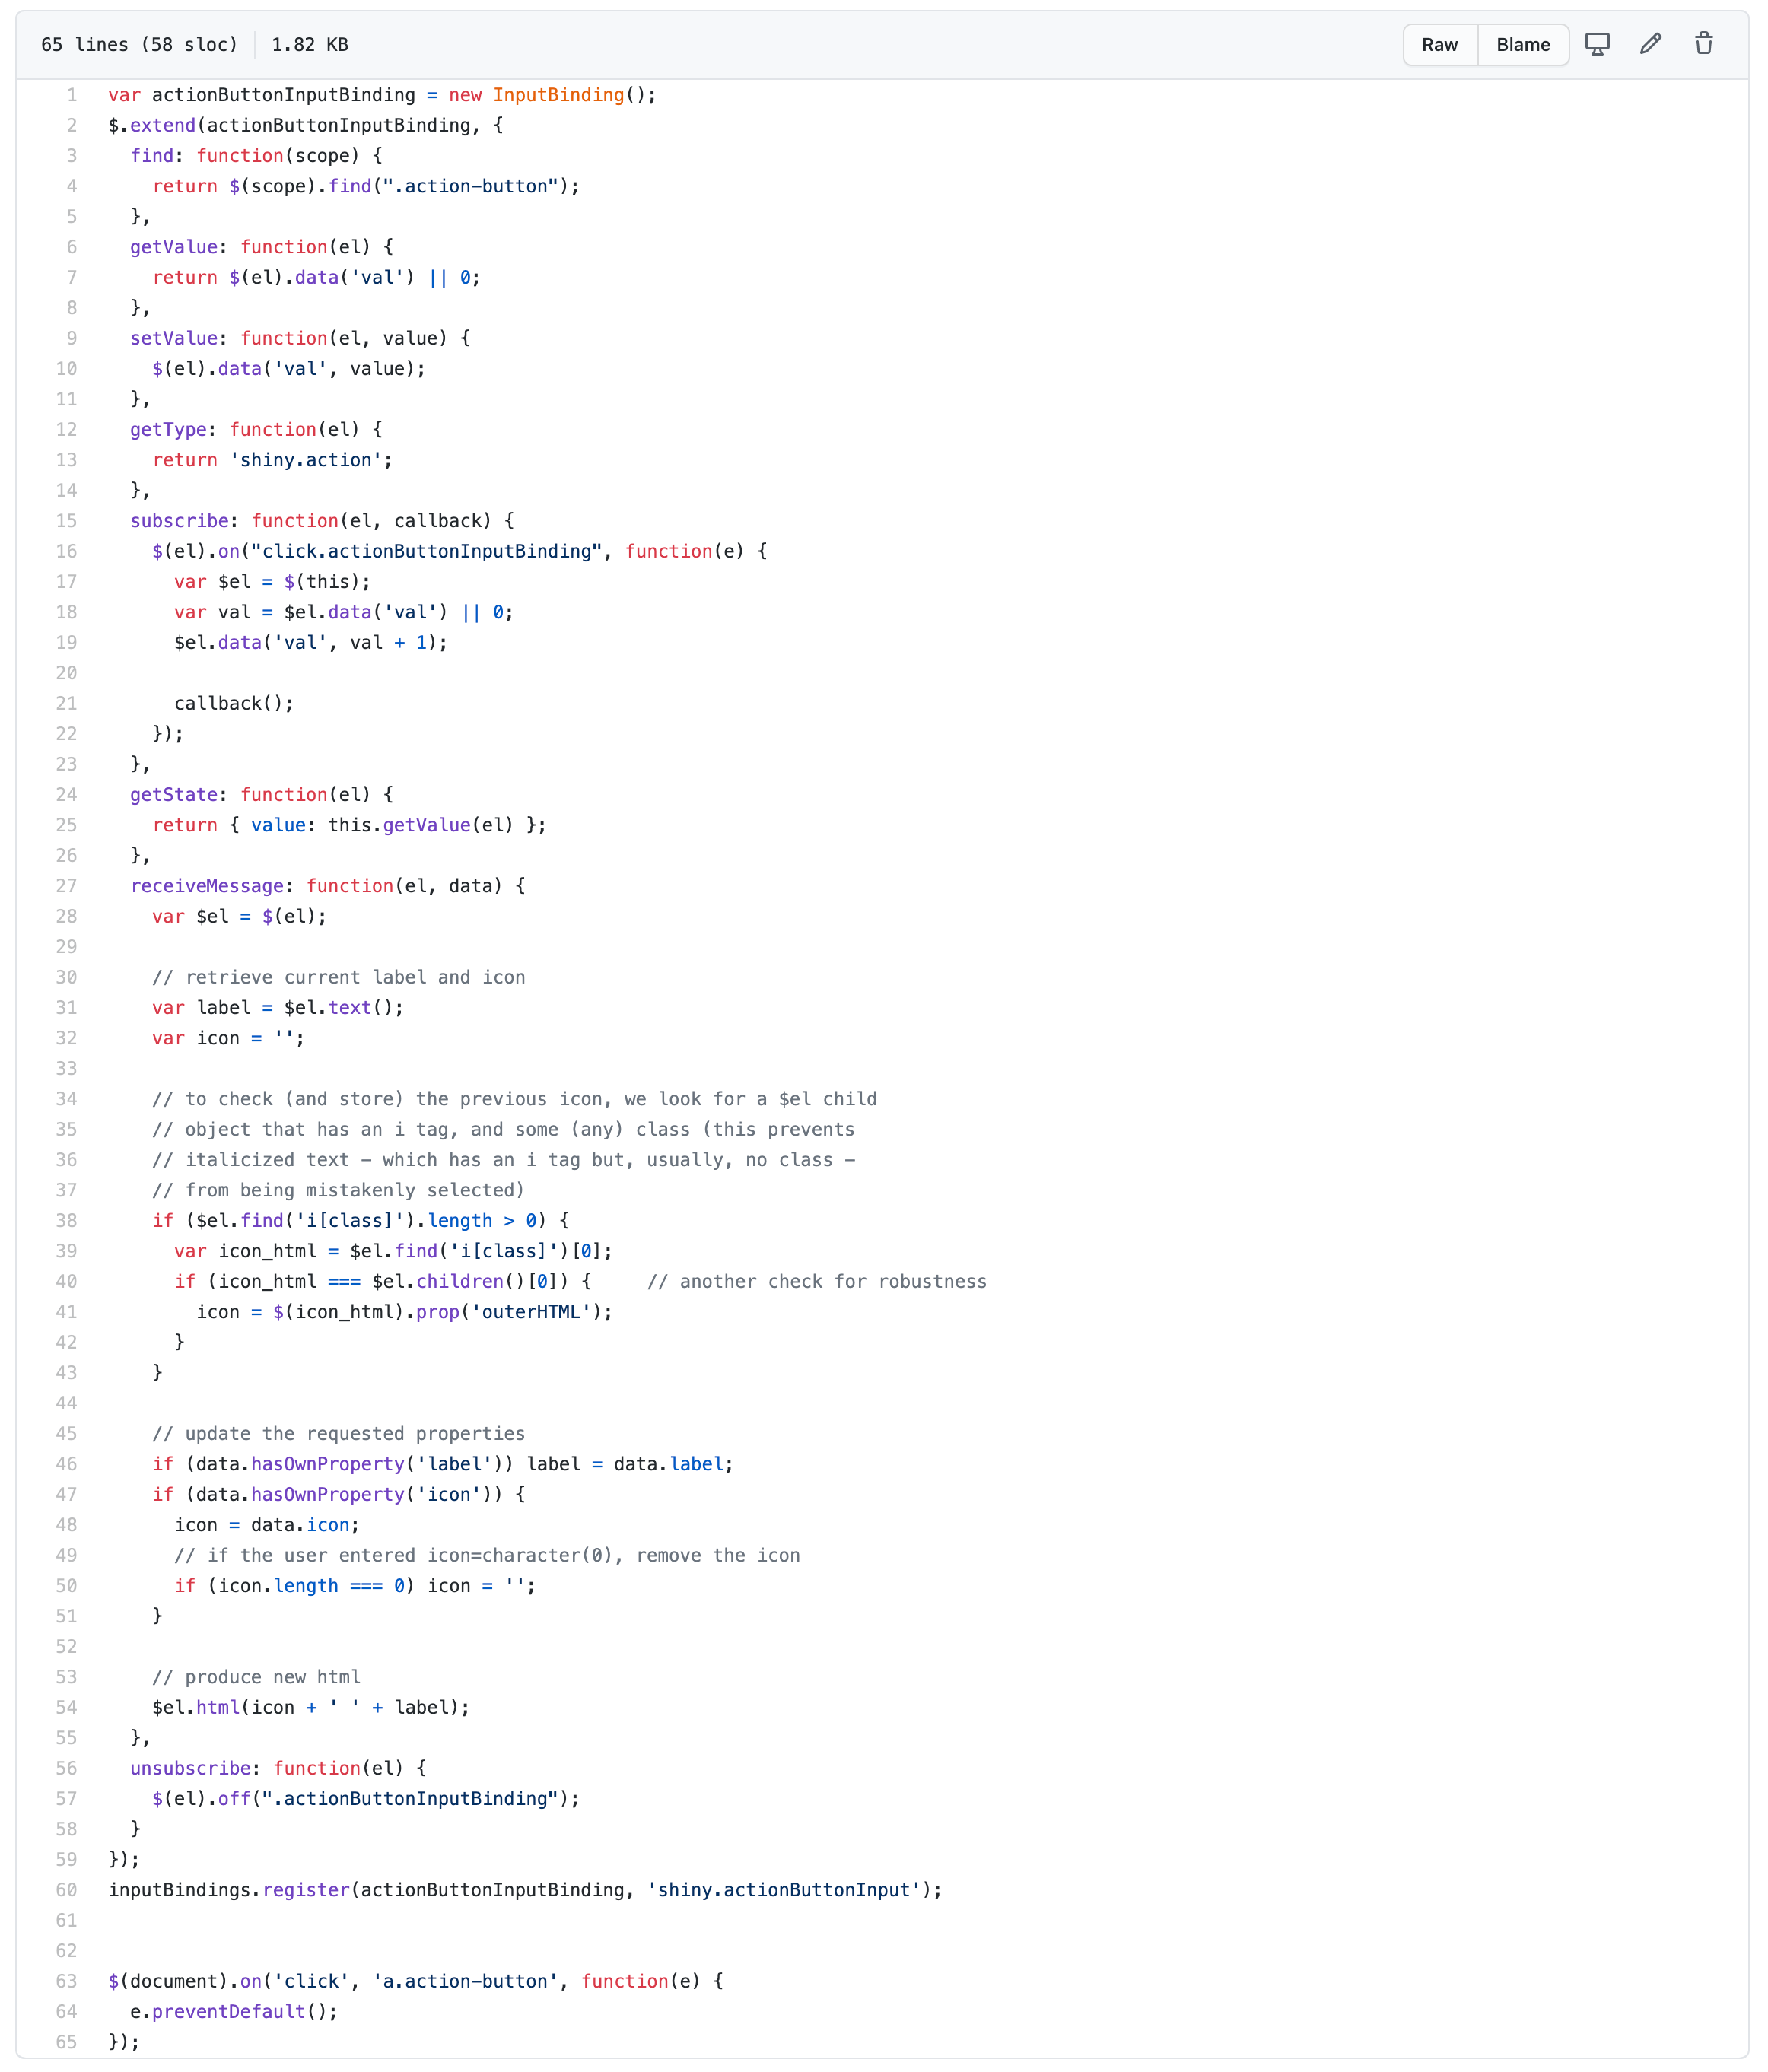 65 lines (58 sloc) 1.82 KB Raw Blame
1 var actionButtonInputBinding = new InputBinding();
2 $.extend(actionButtonInputBinding, {
3   find: function(scope) {
4     return $(scope).find(".action-button");
5   },
6   getValue: function(el) {
7     return $(el).data('val') || 0;
8   },
9   setValue: function(el, value) {
10     $(el).data('val', value);
11   },
12   getType: function(el) {
13     return 'shiny.action';
14   },
15   subscribe: function(el, callback) {
16     $(el).on("click.actionButtonInputBinding", function(e) {
17       var $el = $(this);
18       var val = $el.data('val') || 0;
19       $el.data('val', val + 1);
20
21       callback();
22     });
23   },
24   getState: function(el) {
25     return { value: this.getValue(el) };
26   },
27   receiveMessage: function(el, data) {
28     var $el = $(el);
29
30     // retrieve current label and icon
31     var label = $el.text();
32     var icon = '';
33
34     // to check (and store) the previous icon, we look for a $el child
35     // object that has an i tag, and some (any) class (this prevents
36     // italicized text - which has an i tag but, usually, no class -
37     // from being mistakenly selected)
38     if ($el.find('i[class]').length > 0) {
39       var icon_html = $el.find('i[class]')[0];
40       if (icon_html === $el.children()[0]) {     // another check for robustness
41         icon = $(icon_html).prop('outerHTML');
42       }
43     }
44
45     // update the requested properties
46     if (data.hasOwnProperty('label')) label = data.label;
47     if (data.hasOwnProperty('icon')) {
48       icon = data.icon;
49       // if the user entered icon=character(0), remove the icon
50       if (icon.length === 0) icon = '';
51     }
52
53     // produce new html
54     $el.html(icon + ' ' + label);
55   },
56   unsubscribe: function(el) {
57     $(el).off(".actionButtonInputBinding");
58   }
59 });
60 inputBindings.register(actionButtonInputBinding, 'shiny.actionButtonInput');
61
62
63 $(document).on('click', 'a.action-button', function(e) {
64   e.preventDefault();
65 });